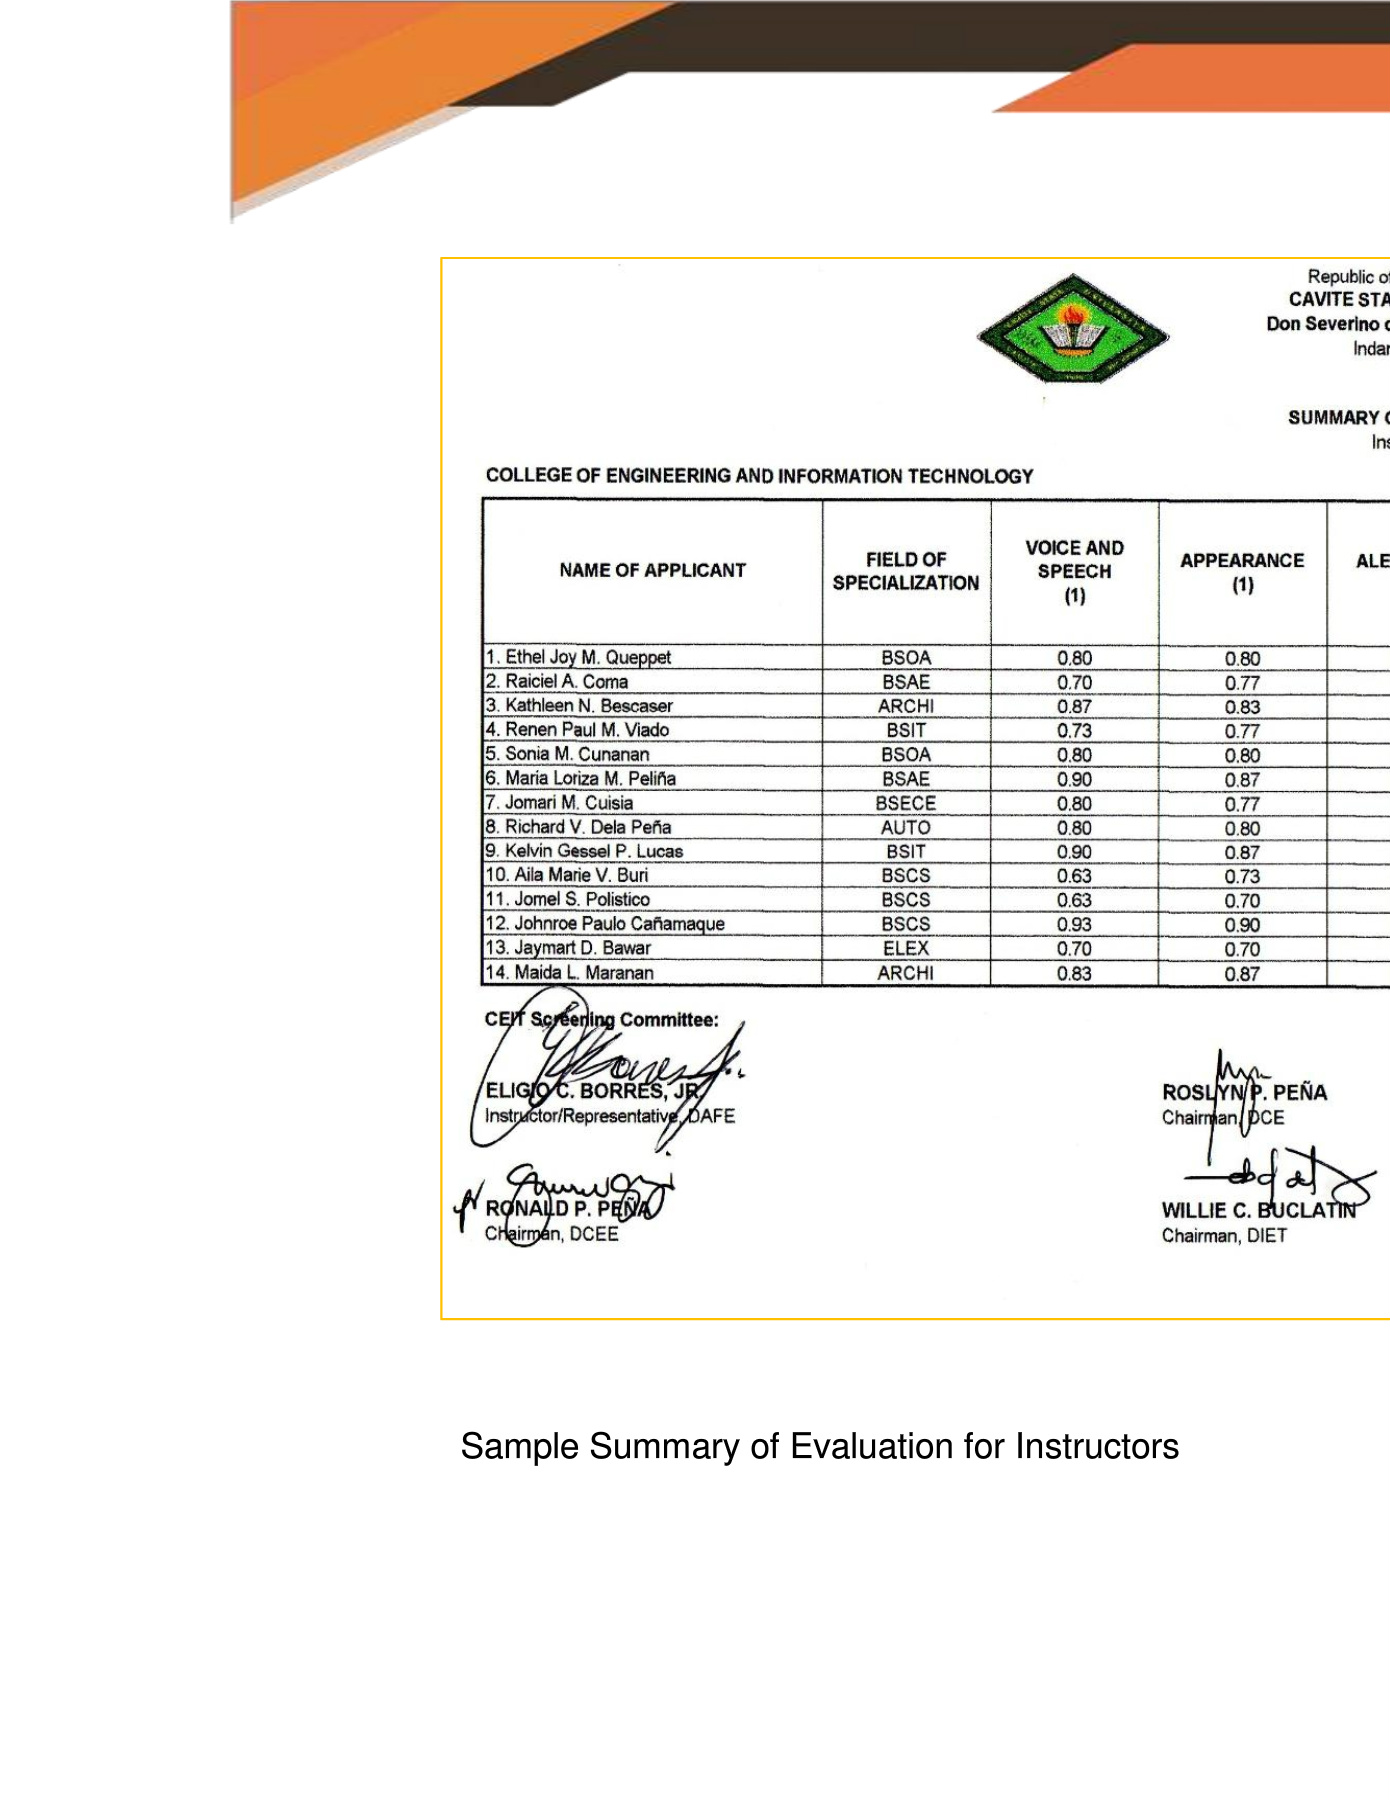 Republic of
CAVITE STA
Don Severino
Indan
SUMMARY
Ins
COLLEGE OF ENGINEERING AND INFORMATION TECHNOLOGY
NAME OF APPLICANT FIELD OF SPECIALIZATION VOICE AND SPEECH (1) APPEARANCE (1) ALE
1. Ethel Joy M. Queppet BSOA 0.80 0.80
2. Raiciel A. Coma BSAE 0.70 0.77
3. Kathleen N. Bescaser ARCHI 0.87 0.83
4. Renen Paul M. Viado BSIT 0.73 0.77
5. Sonia M. Cunanan BSOA 0.80 0.80
6. Maria Loriza M. Peliña BSAE 0.90 0.87
7. Jomari M. Cuisia BSECE 0.80 0.77
8. Richard V. Dela Peña AUTO 0.80 0.80
9. Kelvin Gessel P. Lucas BSIT 0.90 0.87
10. Aila Marie V. Buri BSCS 0.63 0.73
11. Jomel S. Polistico BSCS 0.63 0.70
12. Johnroe Paulo Cañamaque BSCS 0.93 0.90
13. Jaymart D. Bawar ELEX 0.70 0.70
14. Maida L. Maranan ARCHI 0.83 0.87
CEIT Screening Committee:
ELIGIO C. BORRES, JR. ROSLYN P. PEÑA
Instructor/Representative, DAFE Chairman, DCE
RONALD P. PEÑA WILLIE C. BUCLATIN
Chairman, DCEE Chairman, DIET
Sample Summary of Evaluation for Instructors